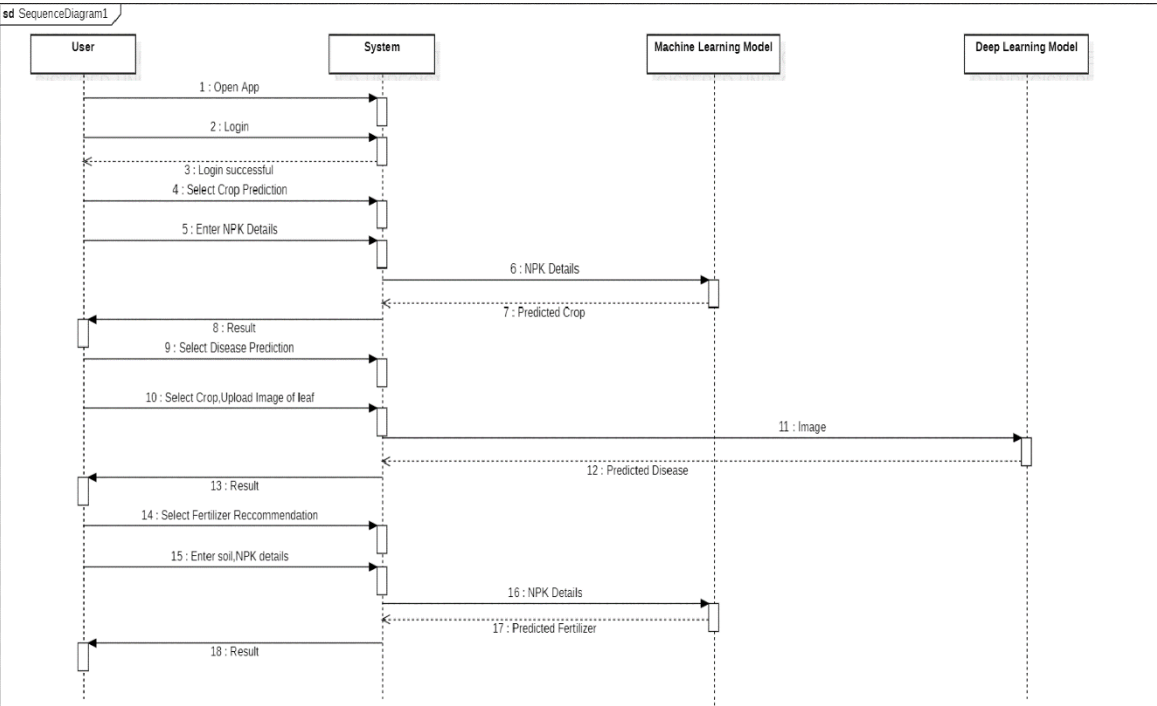 sd SequenceDiagram1
User System Machine Learning Model Deep Learning Model
1 : Open App
2 : Login
3 : Login successful
4 : Select Crop Prediction
5 : Enter NPK Details
6 : NPK Details
7 : Predicted Crop
8 : Result
9 : Select Disease Prediction
10 : Select Crop,Upload Image of leaf
11 : Image
12 : Predicted Disease
13 : Result
14 : Select Fertilizer Reccommendation
15 : Enter soil,NPK details
16 : NPK Details
17 : Predicted Fertilizer
18 : Result